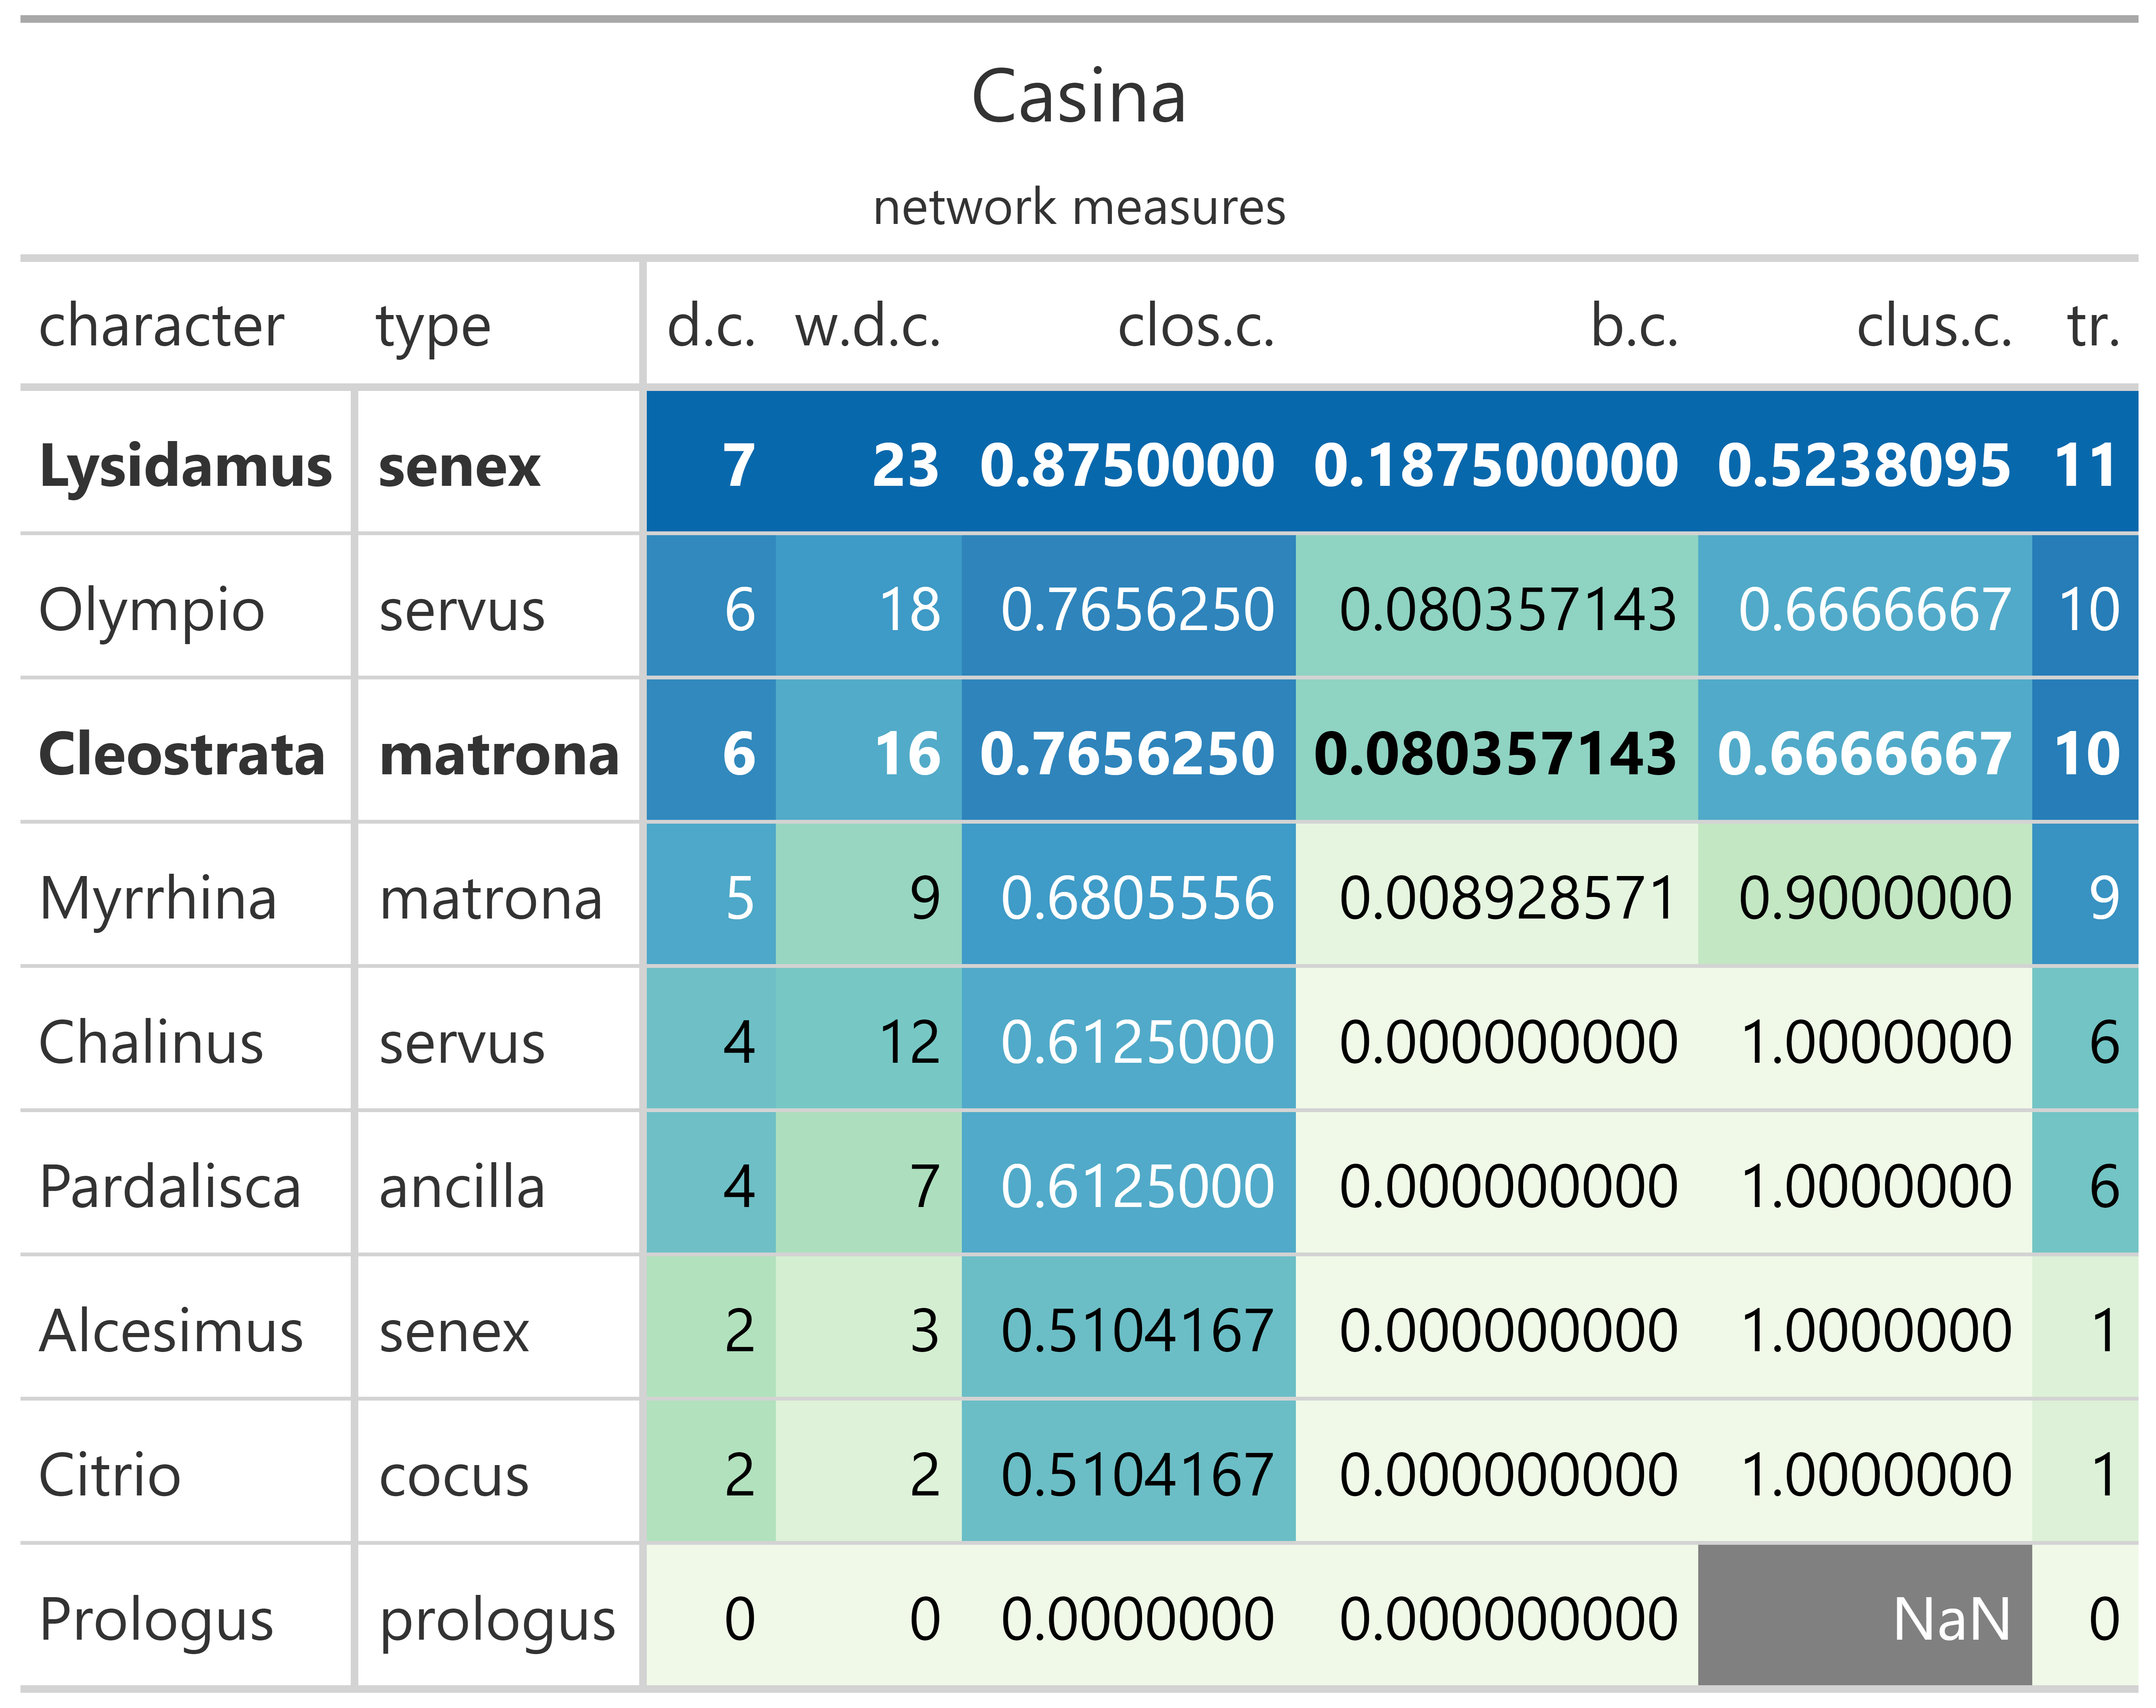 Casina
network measures
character type d.c. w.d.c. clos.c. b.c. clus.c. tr.
Lysidamus senex 7 23 0.8750000 0.187500000 0.5238095 11
Olympio servus 6 18 0.7656250 0.080357143 0.6666667 10
Cleostrata matrona 6 16 0.7656250 0.080357143 0.6666667 10
Myrrhina matrona 5 9 0.6805556 0.008928571 0.9000000 9
Chalinus servus 4 12 0.6125000 0.000000000 1.0000000 6
Pardalisca ancilla 4 7 0.6125000 0.000000000 1.0000000 6
Alcesimus senex 2 3 0.5104167 0.000000000 1.0000000 1
Citrio cocus 2 2 0.5104167 0.000000000 1.0000000 1
Prologus prologus 0 0 0.0000000 0.000000000 NaN 0